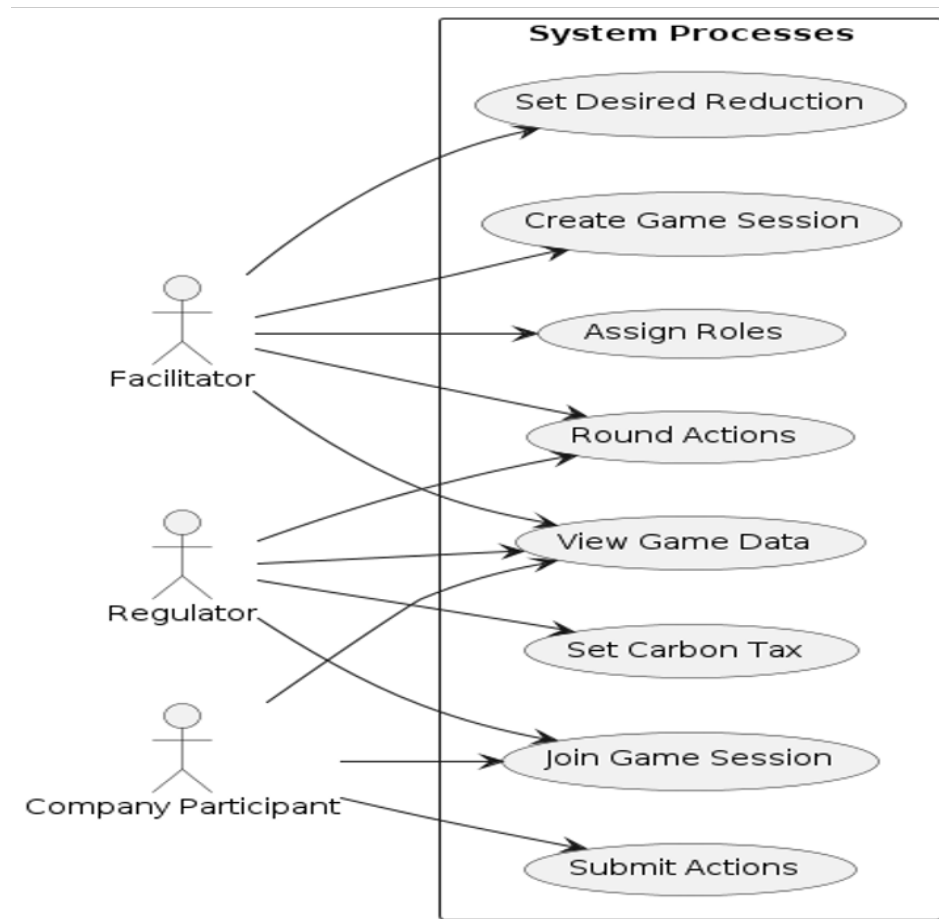 System Processes
Set Desired Reduction
Create Game Session
Assign Roles
Facilitator
Round Actions
View Game Data
Regulator
Set Carbon Tax
Join Game Session
Company Participant
Submit Actions